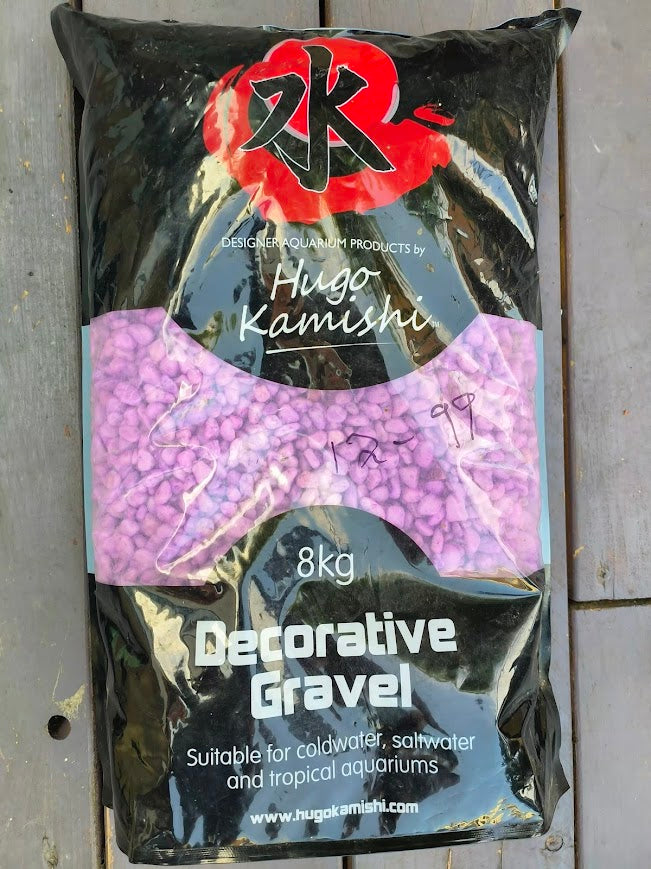 水
DESIGNER AQUARIUM PRODUCTS by
Hugo
Kamishi™
12-99
8kg
Decorative
Gravel
Suitable for coldwater, saltwater
and tropical aquariums
www.hugokamishi.com